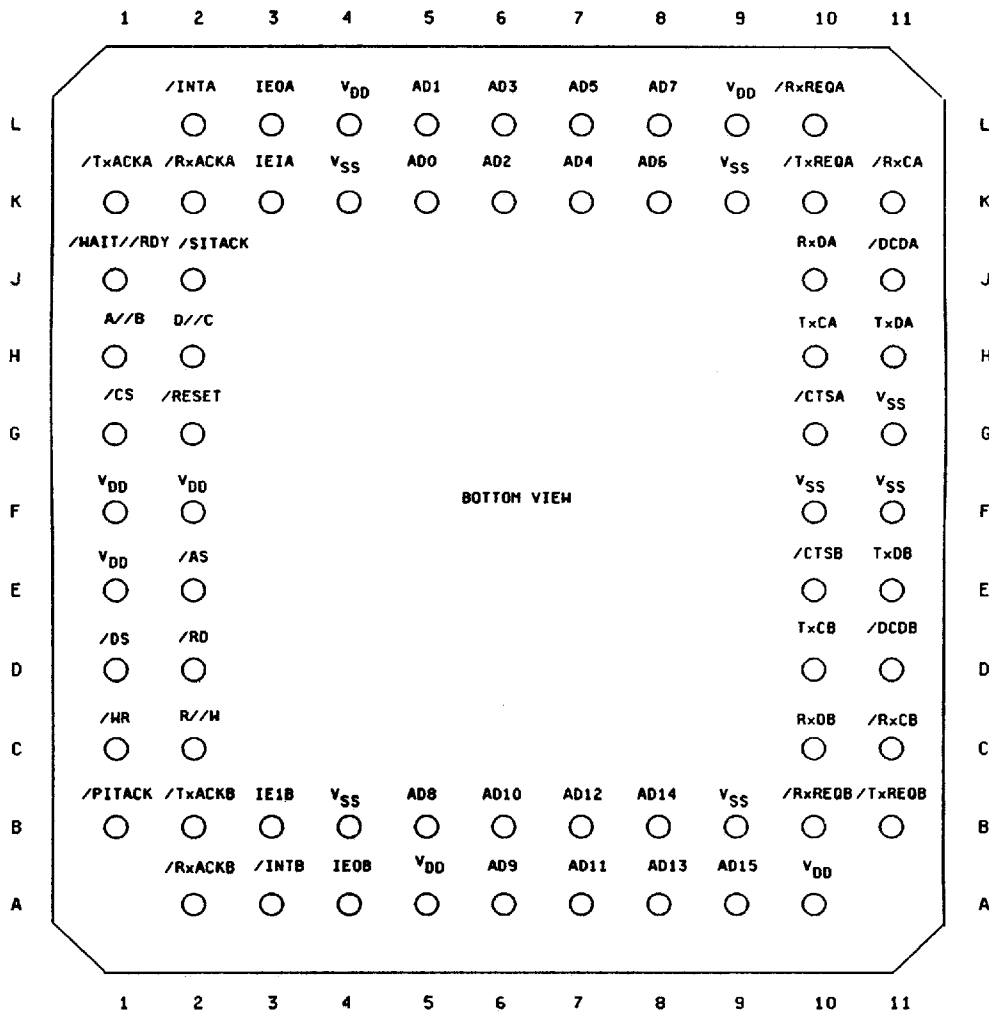 1 2 3 4 5 6 7 8 9 10 11
/INTA IEOA VDD AD1 AD3 AD5 AD7 VDD /RxREQA
L L
/TxACKA /RxACKA IEIA VSS AD0 AD2 AD4 AD6 VSS /TxREQA /RxCA
K K
/WAIT//RDY /SITACK RxDA /DCDA
J J
A//B D//C TxCA TxDA
H H
/CS /RESET /CTSA VSS
G G
VDD VDD BOTTOM VIEW VSS VSS
F F
VDD /AS /CTSB TxDB
E E
/DS /RD TxCB /DCDB
D D
/WR R//W RxDB /RxCB
C C
/PITACK /TxACKB IE1B VSS AD8 AD10 AD12 AD14 VSS /RxREQB /TxREQB
B B
/RxACKB /INTB IEOB VDD AD9 AD11 AD13 AD15 VDD
A A
1 2 3 4 5 6 7 8 9 10 11